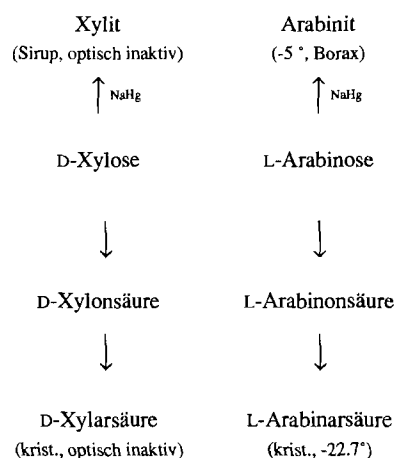 Xylit Arabinit
(Sirup, optisch inaktiv) (-5 °, Borax)
NaHg NaHg
D-Xylose L-Arabinose
D-Xylonsäure L-Arabinonsäure
D-Xylarsäure L-Arabinarsäure
(krist., optisch inaktiv) (krist., -22.7°)